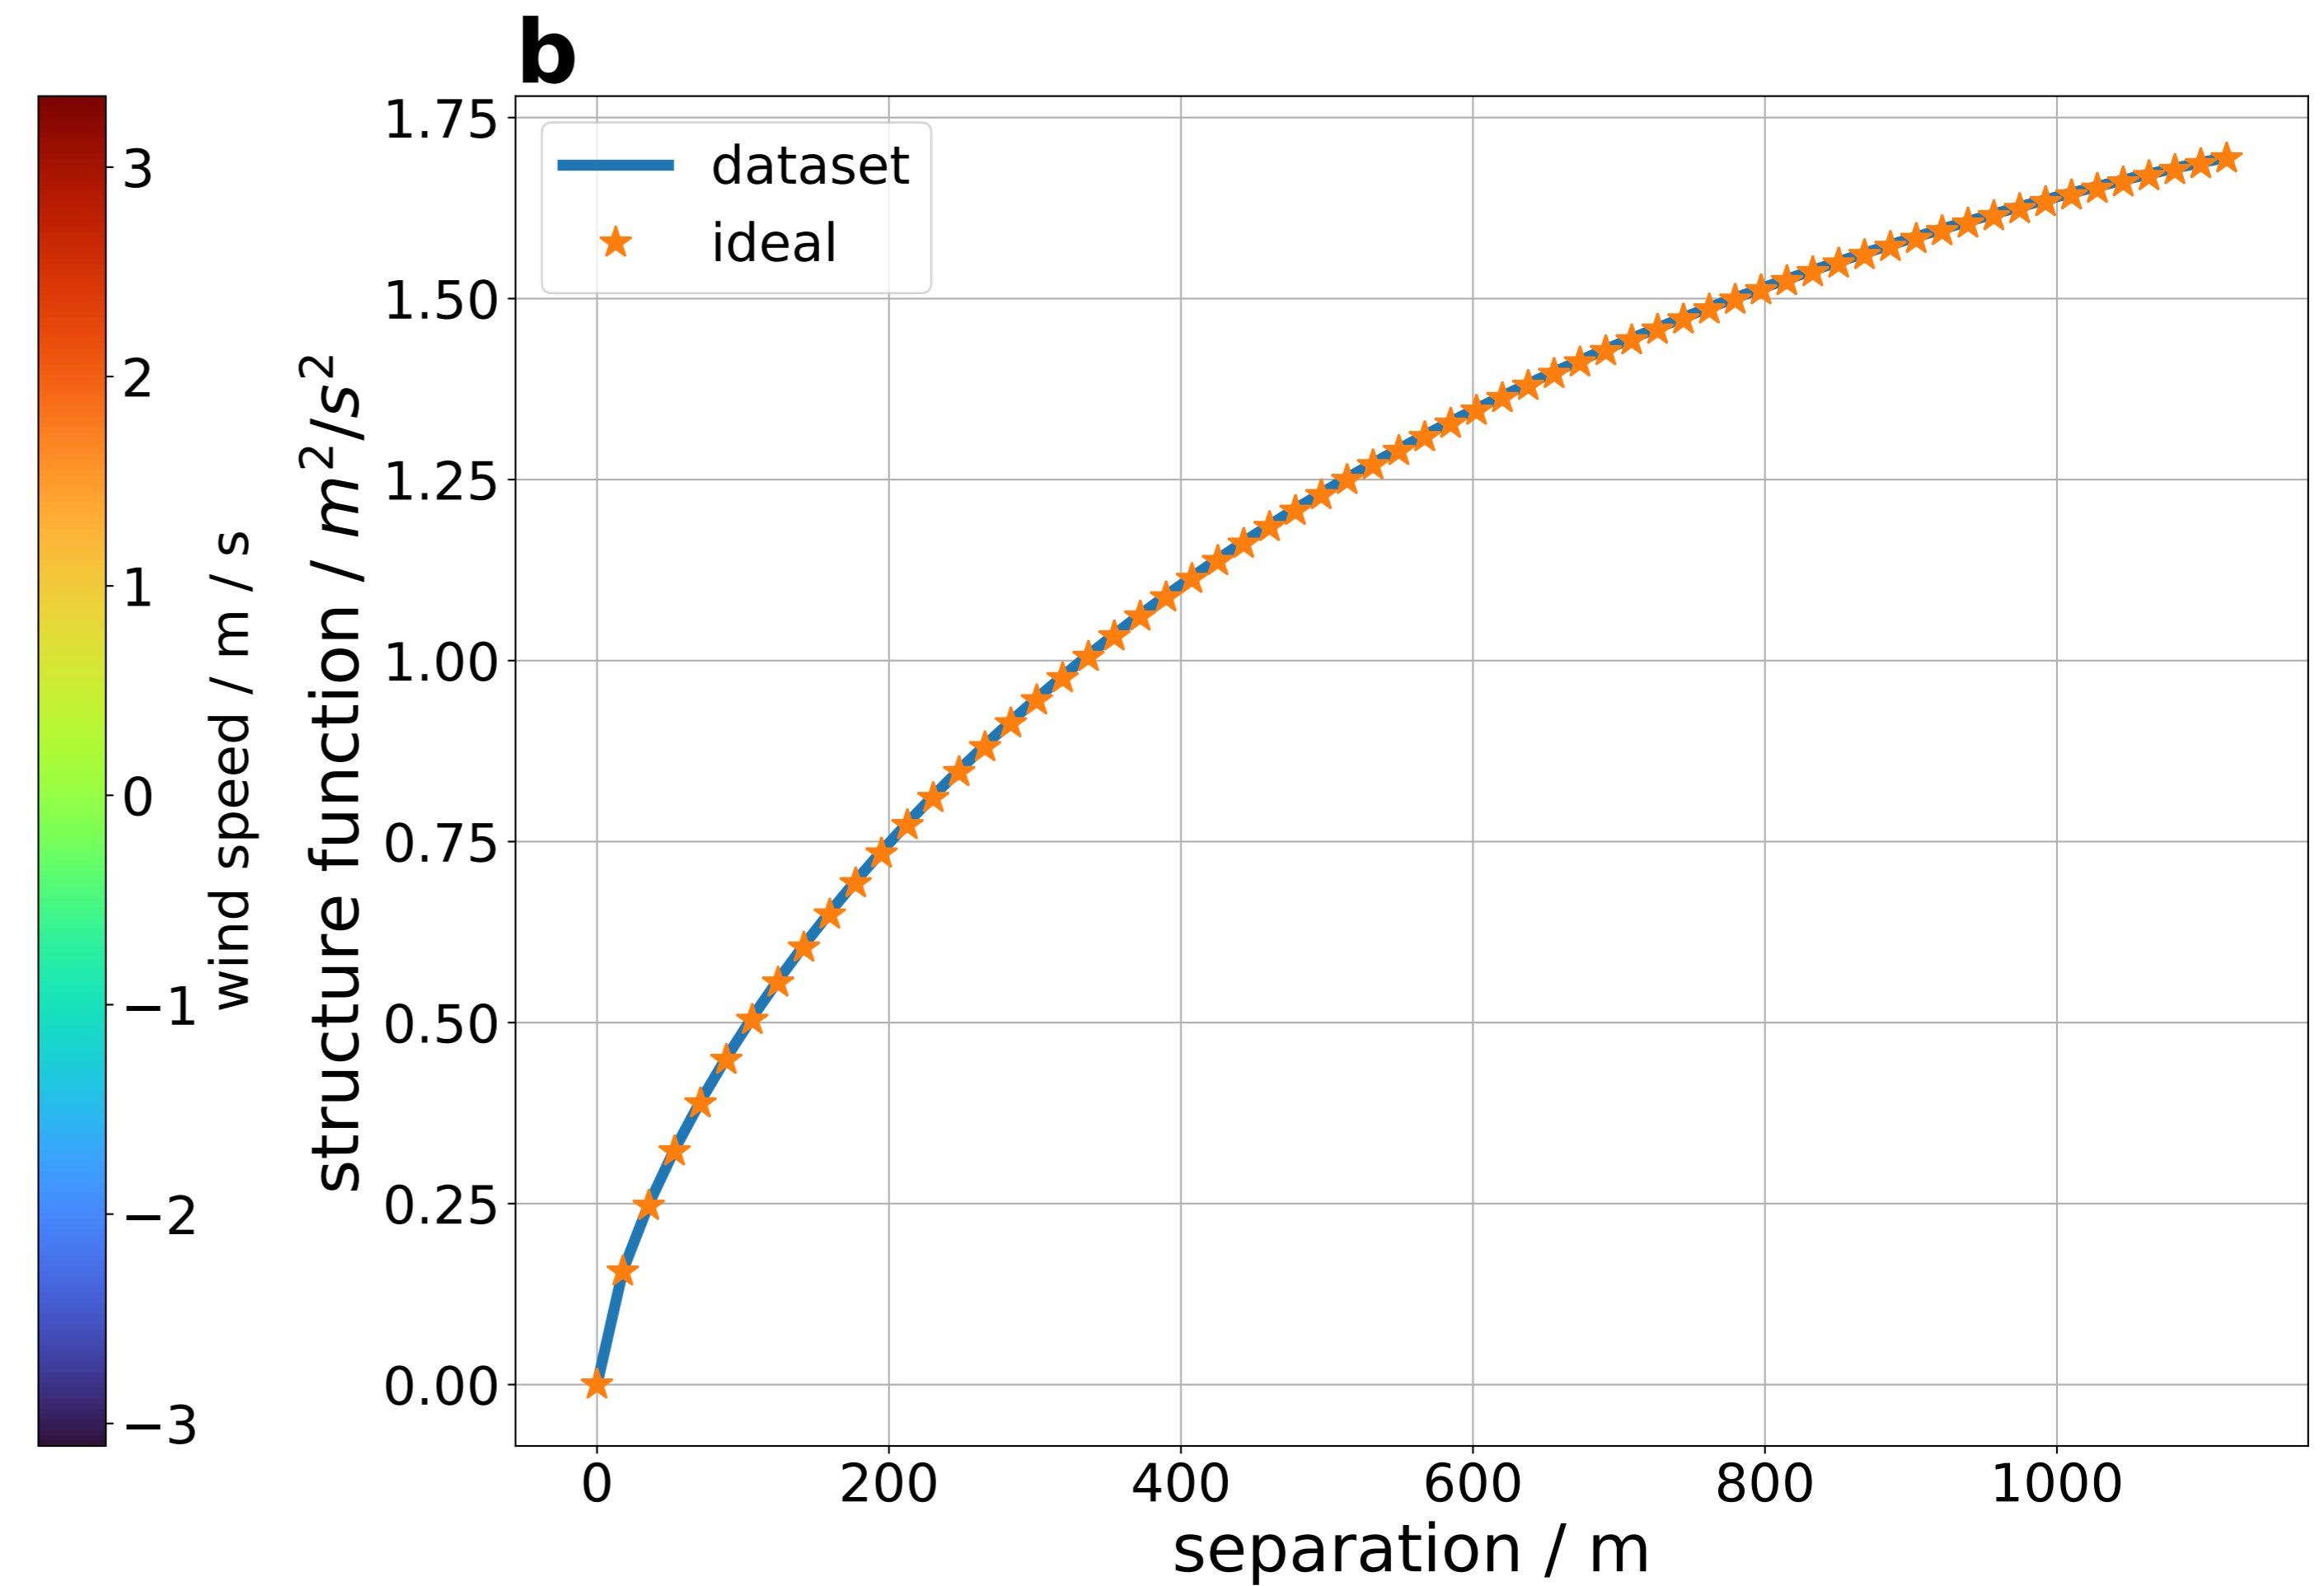 b
3
2
1
0
−1
−2
−3
wind speed / m / s
structure function / m²/s²
1.75
1.50
1.25
1.00
0.75
0.50
0.25
0.00
dataset
ideal
0 200 400 600 800 1000
separation / m